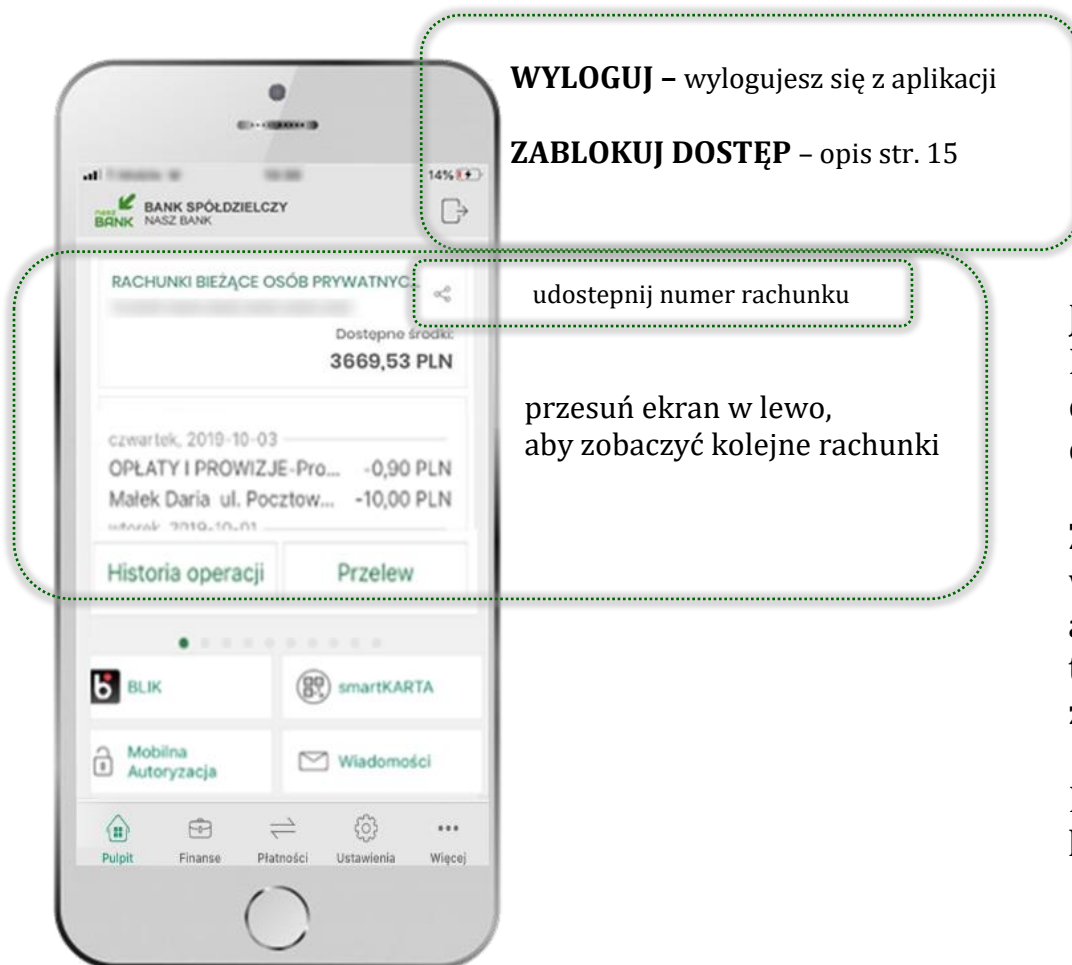 WYLOGUJ – wylogujesz się z aplikacji
ZABLOKUJ DOSTĘP – opis str. 15
14%
nasz BANK
BANK SPÓŁDZIELCZY
NASZ BANK
RACHUNKI BIEŻĄCE OSÓB PRYWATNYC...
udostepnij numer rachunku
Dostępne środki:
3669,53 PLN
przesuń ekran w lewo,
aby zobaczyć kolejne rachunki
czwartek, 2019-10-03
OPŁATY I PROWIZJE-Pro... -0,90 PLN
Małek Daria ul. Pocztow... -10,00 PLN
wtorek, 2019-10-01
Historia operacji Przelew
BLIK smartKARTA
Mobilna
Autoryzacja
Wiadomości
Pulpit Finanse Płatności Ustawienia Więcej